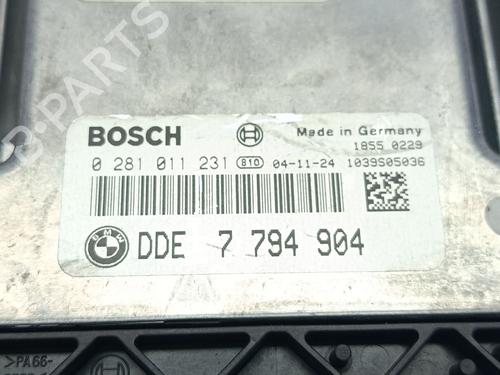 B-PARTS
BOSCH
Made in Germany
1855 0229
0 281 011 231 810 04-11-24 1039S05036
BMW DDE 7 794 904
>PA66-